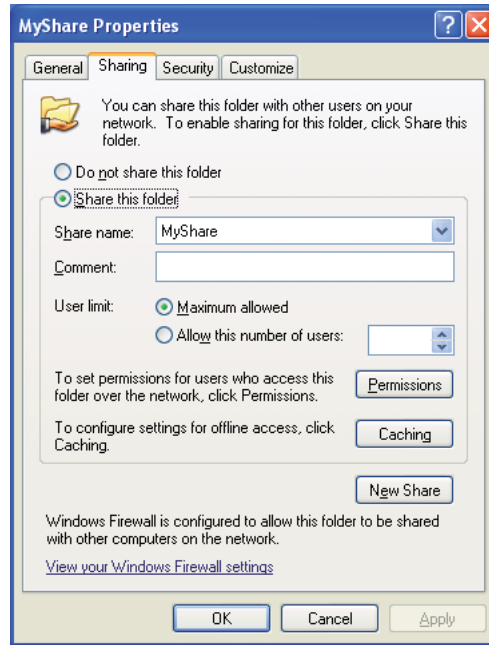 MyShare Properties
General Sharing Security Customize
You can share this folder with other users on your
network. To enable sharing for this folder, click Share this
folder.
Do not share this folder
Share this folder
Share name: MyShare
Comment:
User limit: Maximum allowed
Allow this number of users:
To set permissions for users who access this
folder over the network, click Permissions.
Permissions
To configure settings for offline access, click
Caching.
Caching
New Share
Windows Firewall is configured to allow this folder to be shared
with other computers on the network.
View your Windows Firewall settings
OK Cancel Apply